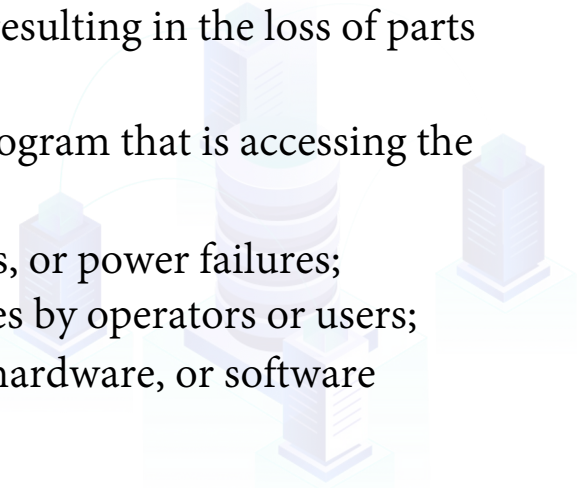 esulting in the loss of parts
ogram that is accessing the
s, or power failures;
es by operators or users;
hardware, or software